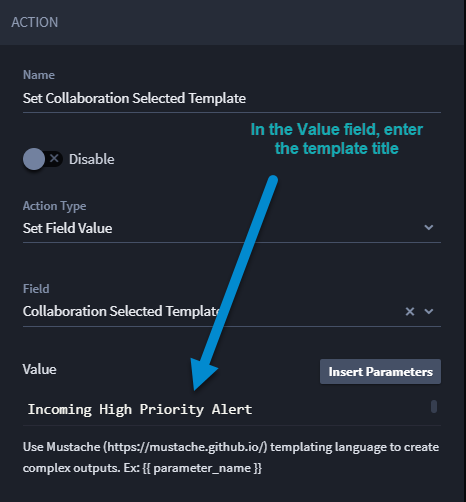 ACTION
Name
Set Collaboration Selected Template
In the Value field, enter
the template title
Disable
Action Type
Set Field Value
Field
Collaboration Selected Template
Value
Insert Parameters
Incoming High Priority Alert
Use Mustache (https://mustache.github.io/) templating language to create
complex outputs. Ex: {{ parameter_name }}